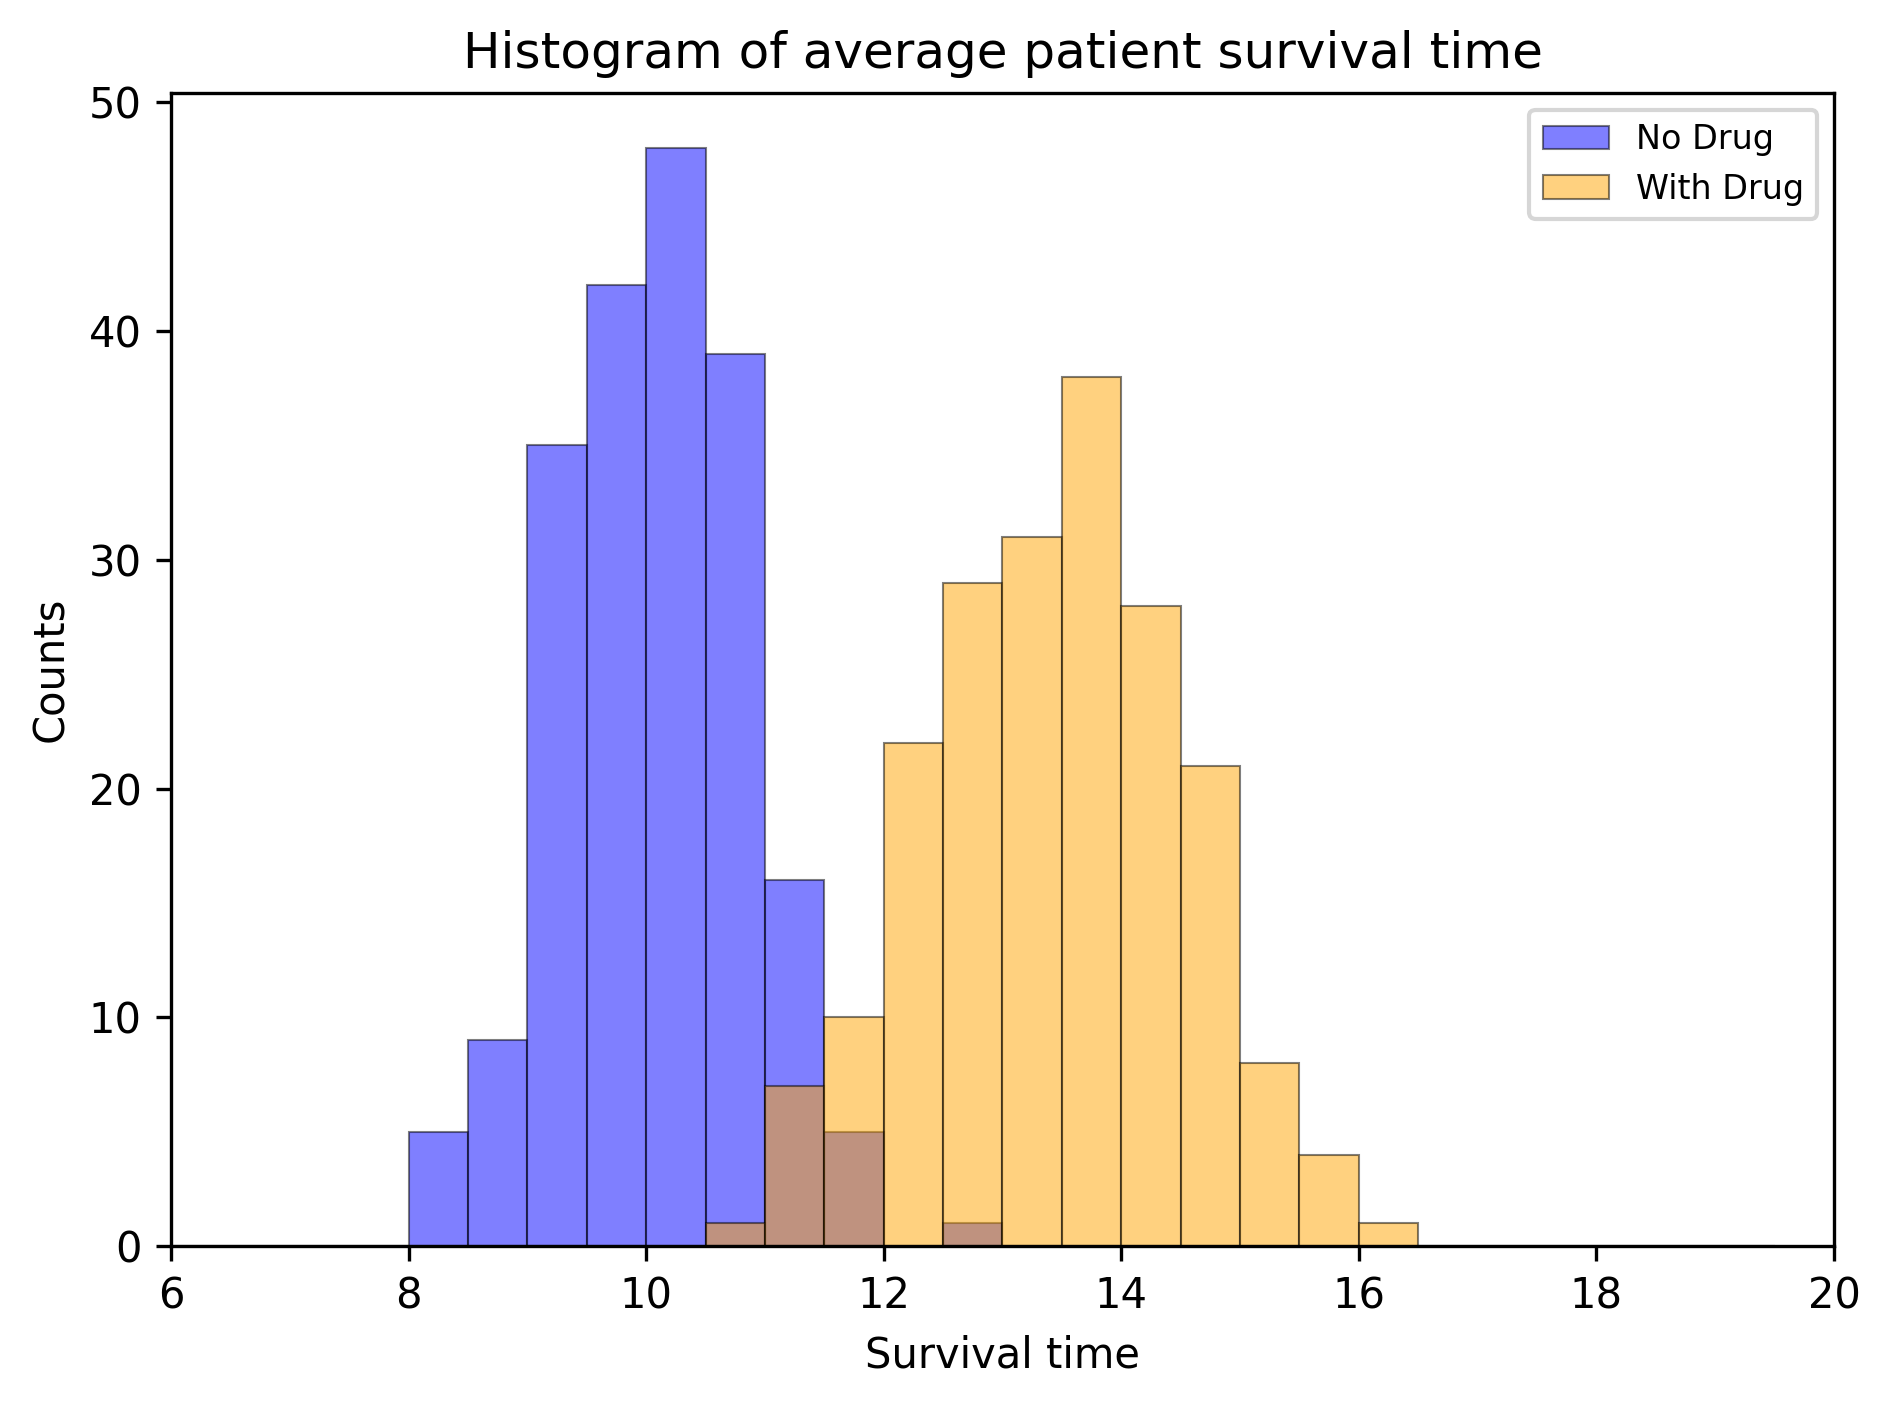 Histogram of average patient survival time
No Drug
With Drug
50
40
30
20
10
0
Counts
6 8 10 12 14 16 18 20
Survival time